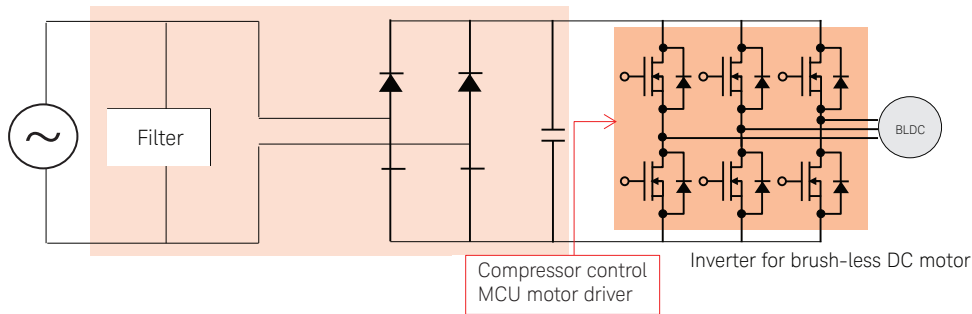 Filter
BLDC
Compressor control
MCU motor driver
Inverter for brush-less DC motor